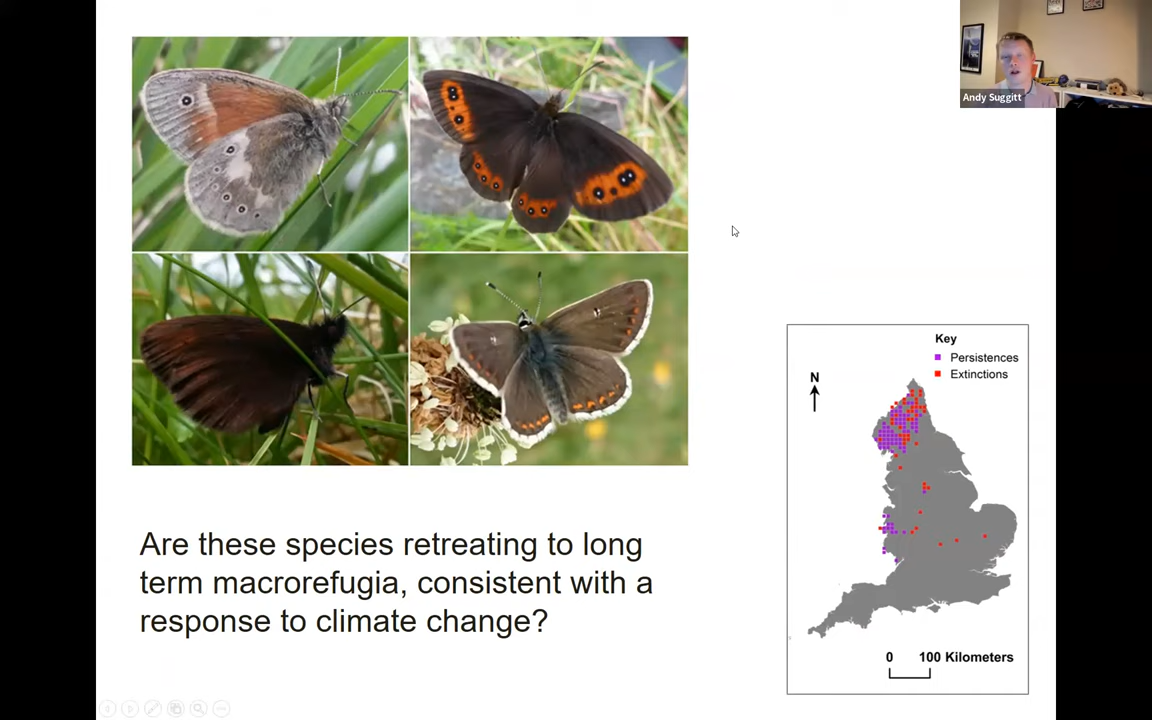 Andy Suggitt
Key
Persistences
Extinctions
N
0 100 Kilometers
Are these species retreating to long
term macrorefugia, consistent with a
response to climate change?